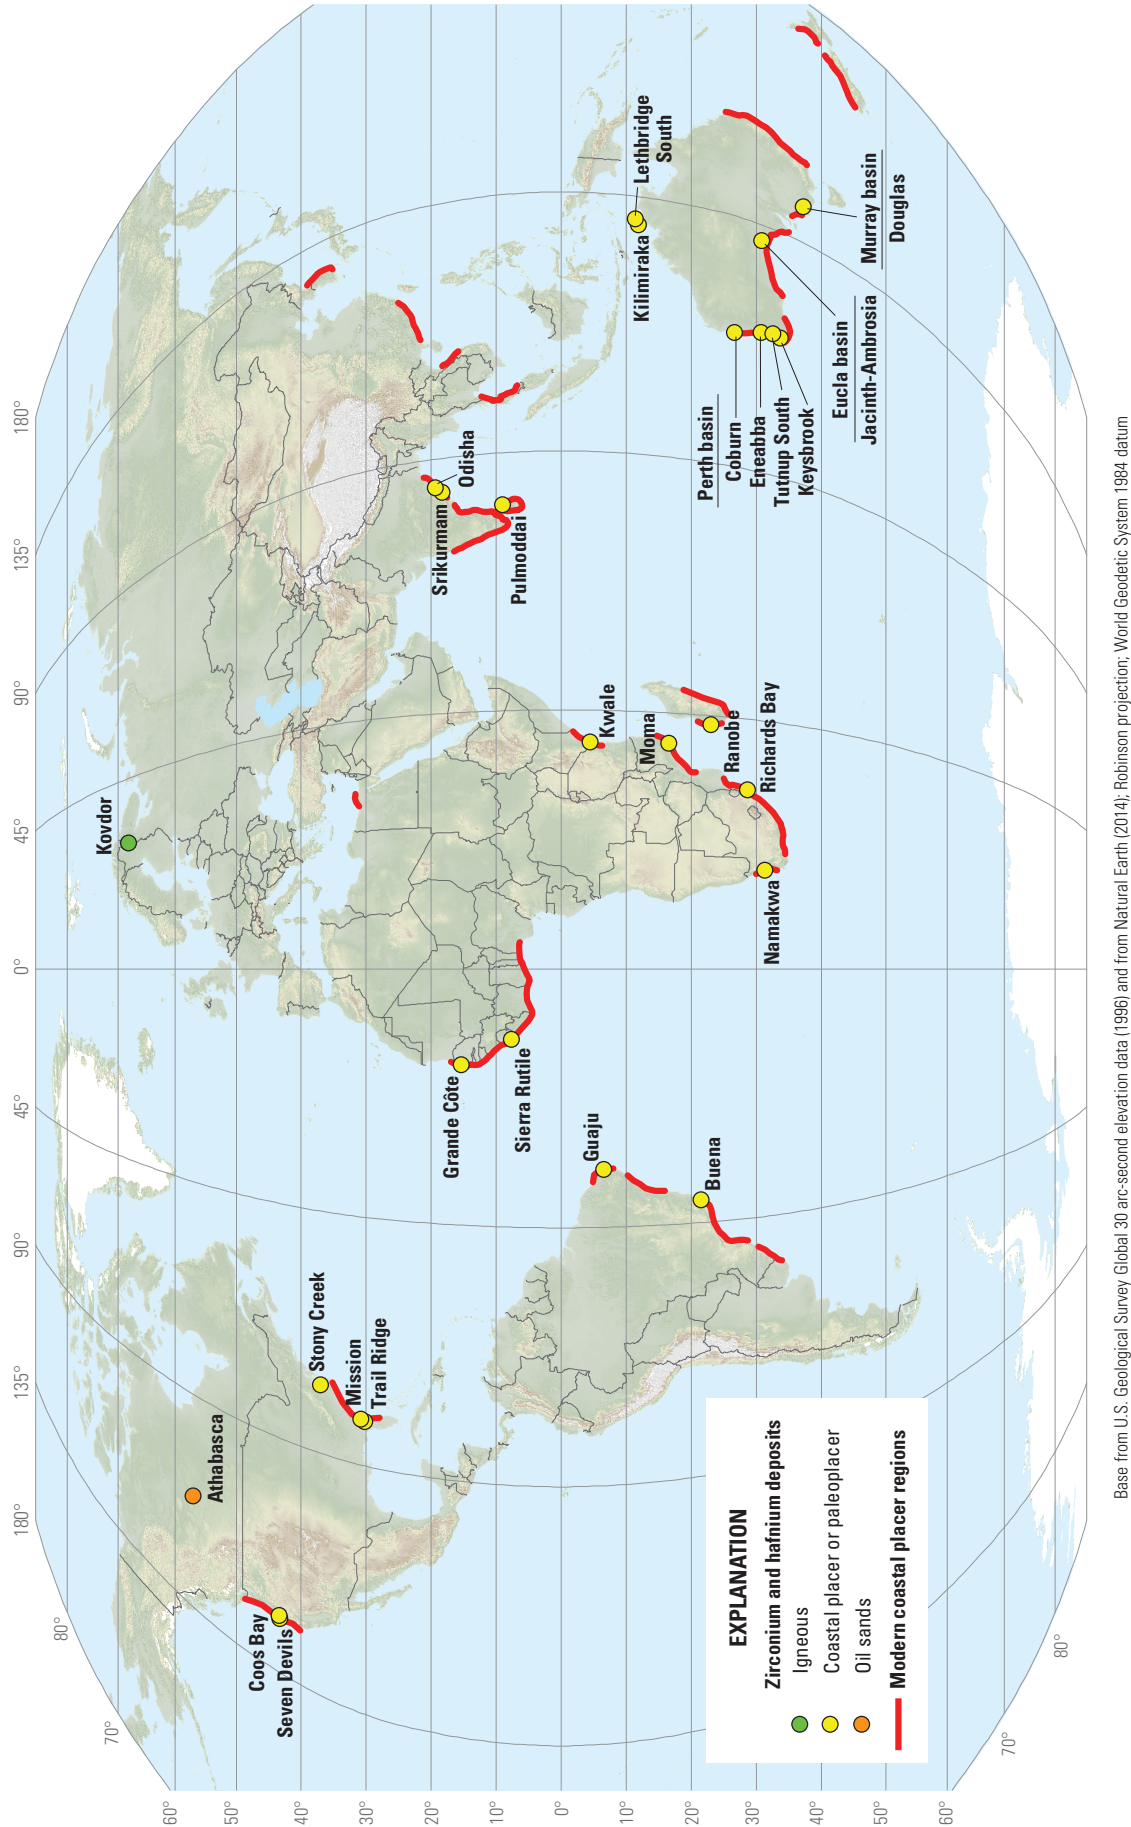 180°
135°
90°
45°
0°
45°
90°
135°
180°
80°
70°
60°
50°
40°
30°
20°
10°
0°
10°
20°
30°
40°
50°
60°
70°
80°
Kovdor
Athabasca
Stony Creek
Mission
Trail Ridge
Coos Bay
Seven Devils
Grande Côte
Sierra Rutile
Guaju
Buena
Namakwa
Richards Bay
Ranobe
Moma
Kwale
Srikurmam
Odisha
Pulmoddai
Kilimiraka
Lethbridge
South
Perth basin
Coburn
Eneabba
Tutnup South
Keysbrook
Eucla basin
Jacinth-Ambrosia
Murray basin
Douglas
EXPLANATION
Zirconium and hafnium deposits
Igneous
Coastal placer or paleoplacer
Oil sands
Modern coastal placer regions
Base from U.S. Geological Survey Global 30 arc-second elevation data (1996) and from Natural Earth (2014); Robinson projection; World Geodetic System 1984 datum